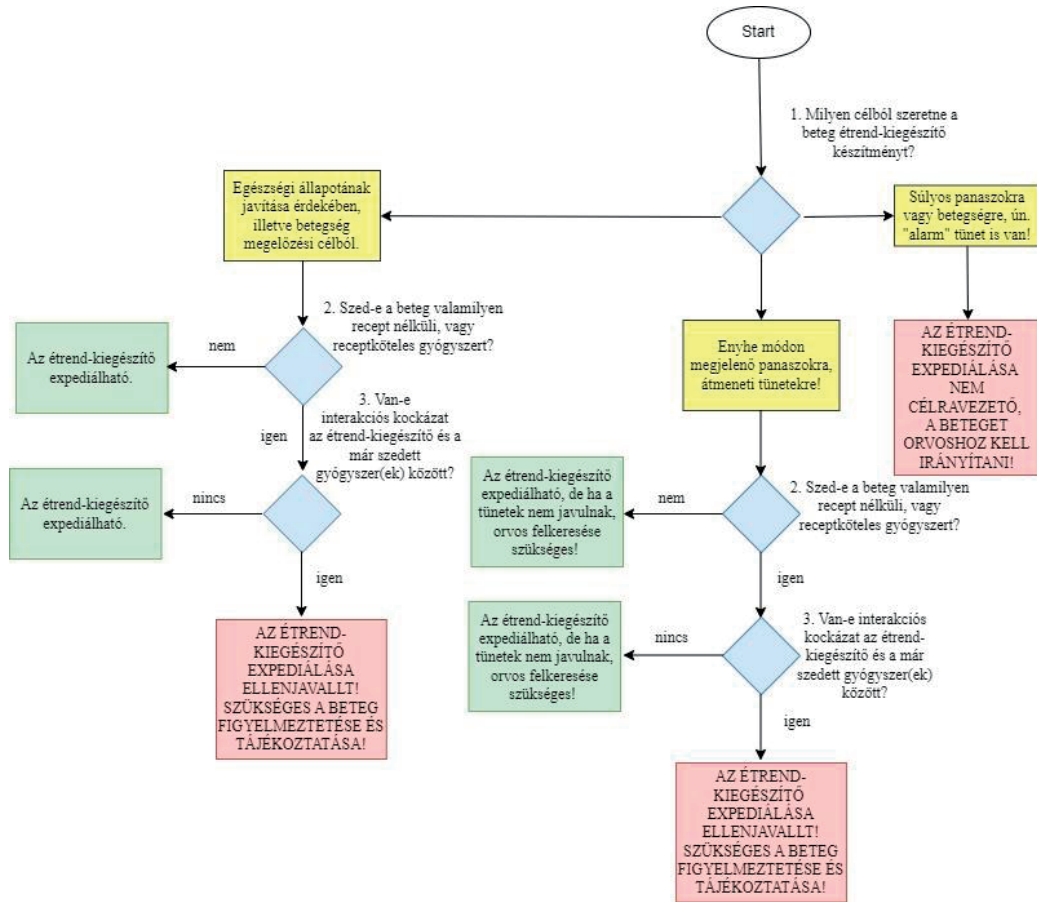 Start
1. Milyen célból szeretne a
beteg étrend-kiegészítő
készítményt?
Egészségi állapotának
javítása érdekében,
illetve betegség
megelőzési célból.
Súlyos panaszokra
vagy betegségre, ún.
"alarm" tünet is van!
2. Szed-e a beteg valamilyen
recept nélküli, vagy
receptköteles gyógyszert?
nem
Az étrend-kiegészítő
expediálható.
Enyhe módon
megjelenő panaszokra,
átmeneti tünetekre!
AZ ÉTREND-
KIEGÉSZÍTŐ
EXPEDIÁLÁSA
NEM
CÉLRAVEZETŐ,
A BETEGET
ORVOSHOZ KELL
IRÁNYÍTANI!
3. Van-e
interakciós kockázat
az étrend-kiegészítő és a
már szedett
gyógyszer(ek) között?
igen
Az étrend-kiegészítő
expediálható.
nincs
Az étrend-kiegészítő
expediálható, de ha a
tünetek nem javulnak,
orvos felkeresése
szükséges!
nem
2. Szed-e a beteg valamilyen
recept nélküli, vagy
receptköteles gyógyszert?
igen
igen
AZ ÉTREND-
KIEGÉSZÍTŐ
EXPEDIÁLÁSA
ELLENJAVALLT!
SZÜKSÉGES A BETEG
FIGYELMEZTETÉSE ÉS
TÁJÉKOZTATÁSA!
Az étrend-kiegészítő
expediálható, de ha a
tünetek nem javulnak,
orvos felkeresése
szükséges!
nincs
3. Van-e interakciós
kockázat az étrend-
kiegészítő és a már
szedett gyógyszer(ek)
között?
igen
AZ ÉTREND-
KIEGÉSZÍTŐ
EXPEDIÁLÁSA
ELLENJAVALLT!
SZÜKSÉGES A BETEG
FIGYELMEZTETÉSE ÉS
TÁJÉKOZTATÁSA!